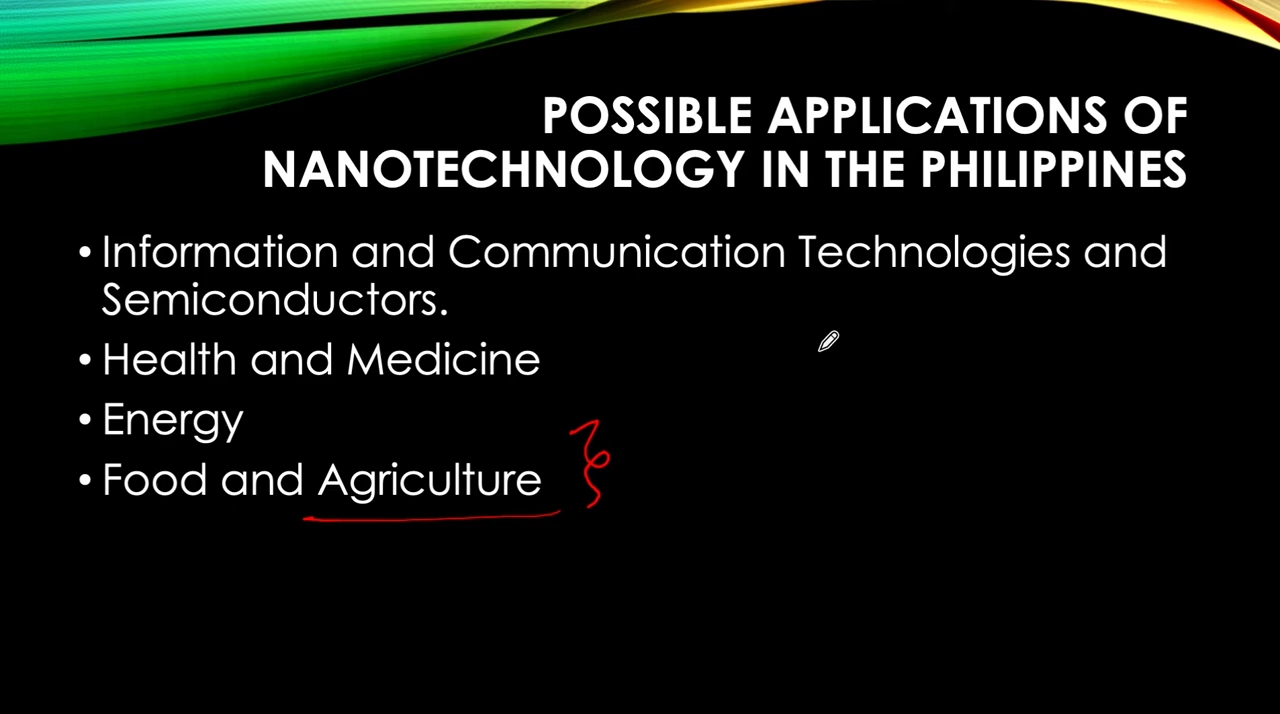 POSSIBLE APPLICATIONS OF
NANOTECHNOLOGY IN THE PHILIPPINES
• Information and Communication Technologies and
Semiconductors.
• Health and Medicine
• Energy
• Food and Agriculture